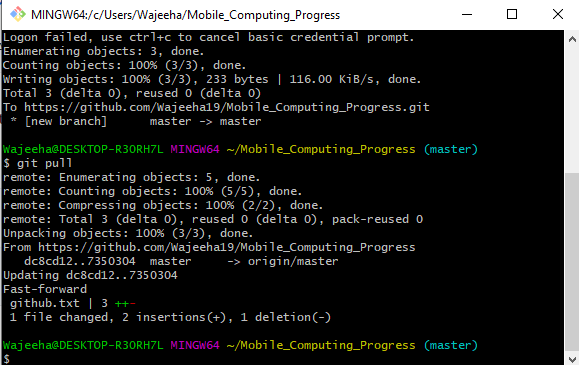 MINGW64:/c/Users/Wajeeha/Mobile_Computing_Progress
Logon failed, use ctrl+c to cancel basic credential prompt.
Enumerating objects: 3, done.
Counting objects: 100% (3/3), done.
Writing objects: 100% (3/3), 233 bytes | 116.00 KiB/s, done.
Total 3 (delta 0), reused 0 (delta 0)
To https://github.com/Wajeeha19/Mobile_Computing_Progress.git
 * [new branch]      master -> master
Wajeeha@DESKTOP-R3ORH7L MINGW64 ~/Mobile_Computing_Progress (master)
$ git pull
remote: Enumerating objects: 5, done.
remote: Counting objects: 100% (5/5), done.
remote: Compressing objects: 100% (2/2), done.
remote: Total 3 (delta 0), reused 0 (delta 0), pack-reused 0
Unpacking objects: 100% (3/3), done.
From https://github.com/Wajeeha19/Mobile_Computing_Progress
   dc8cd12..7350304  master     -> origin/master
Updating dc8cd12..7350304
Fast-forward
 github.txt | 3 ++-
 1 file changed, 2 insertions(+), 1 deletion(-)
Wajeeha@DESKTOP-R3ORH7L MINGW64 ~/Mobile_Computing_Progress (master)
$